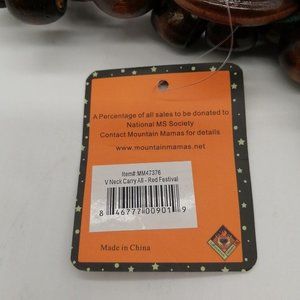 A Percentage of all sales to be donated to
National MS Society
Contact Mountain Mamas for details
www.mountainmamas.net
Item#:MM47376
V Neck Carry All - Red Festival
8 46777 00901 9
Made in China